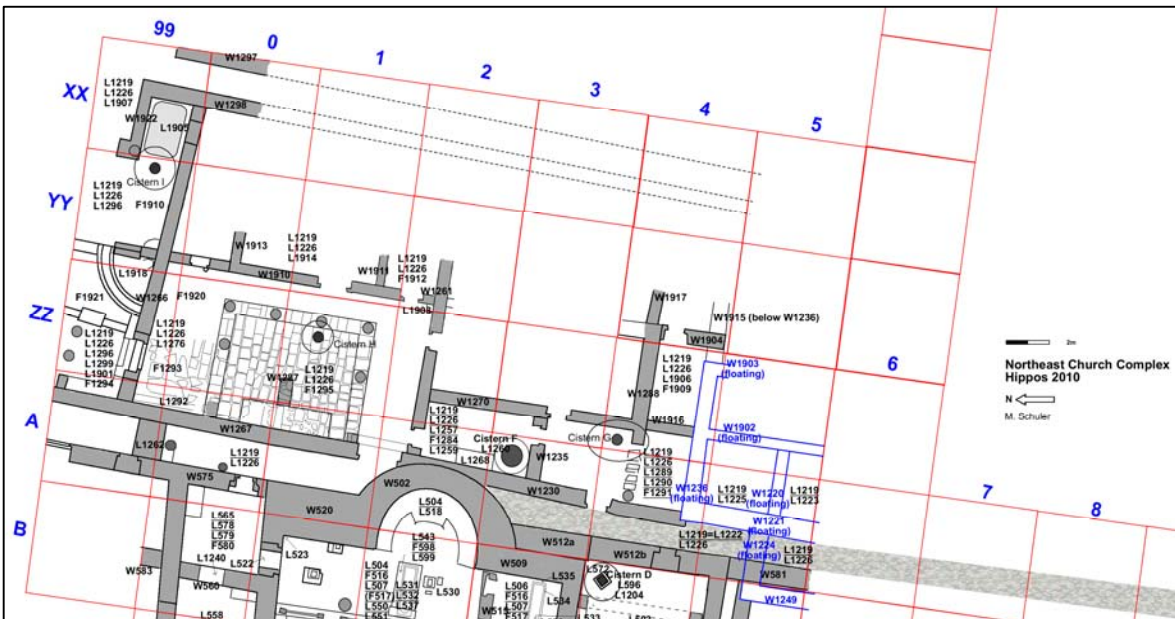 99
0
1
2
3
4
5
6
7
8
XX
YY
ZZ
A
B
W1297
L1219
L1226
L1907
W1298
W1922
L1905
Cistern I
L1219
L1226
L1296
F1910
W1913
L1219
L1226
L1914
W1910
W1911
L1219
L1226
F1912
W1261
L1908
L1918
F1921
W1266
F1920
L1219
L1226
L1276
L1219
L1226
L1296
L1299
L1901
F1294
F1293
L1292
Cistern H
W1287
L1219
L1226
F1295
W1917
W1915 (below W1236)
W1904
L1219
L1226
L1906
F1909
W1288
W1903
(floating)
W1270
W1916
W1902
(floating)
L1219
L1226
L1257
F1284
L1259
Cistern F
L1260
L1268
W1235
Cistern G
W1230
L1219
L1226
L1289
L1290
F1291
W1236
(floating)
L1219
L1225
W1220
(floating)
L1219
L1223
W1221
(floating)
W1224
(floating)
L1219=L1222
L1226
L1219
L1226
W581
W1249
W1267
L1262
L1219
L1226
W575
W502
L504
L518
W520
L543
F598
L599
W512a
W512b
W509
L565
L578
L579
F580
L1240
L522
L523
W583
W560
L558
L504
F516
L507
(F517)
L550
L551
L531
L532
L537
L530
L506
F516
L507
F517
W515
L535
L534
L533
L572
Cistern D
L596
L1204
2m
Northeast Church Complex
Hippos 2010
N
M. Schuler